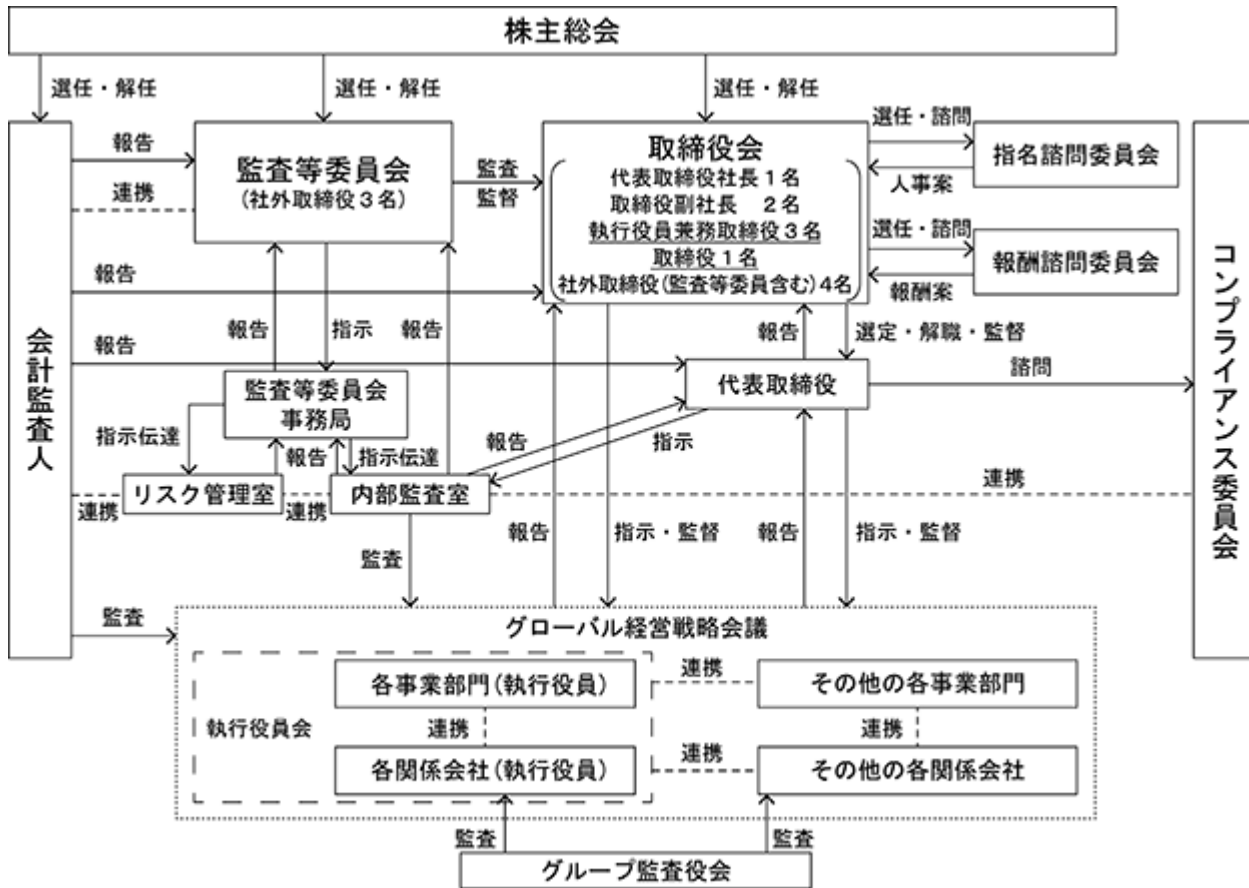 株主総会
選任・解任
選任・解任
選任・解任
会計監査人
報告
連携
監査等委員会
(社外取締役3名)
監査
監督
取締役会
代表取締役社長1名
取締役副社長　2名
執行役員兼務取締役3名
取締役1名
社外取締役(監査等委員含む)4名
選任・諮問
人事案
指名諮問委員会
選任・諮問
報酬案
報酬諮問委員会
コンプライアンス委員会
報告
報告
報告
指示
報告
報告
選定・解職・監督
代表取締役
諮問
監査等委員会
事務局
指示伝達
報告
指示伝達
報告
指示
リスク管理室
内部監査室
連携
連携
連携
監査
報告
指示・監督
報告
指示・監督
監査
グローバル経営戦略会議
執行役員会
各事業部門(執行役員)
連携
その他の各事業部門
連携
連携
各関係会社(執行役員)
連携
その他の各関係会社
監査
監査
グループ監査役会